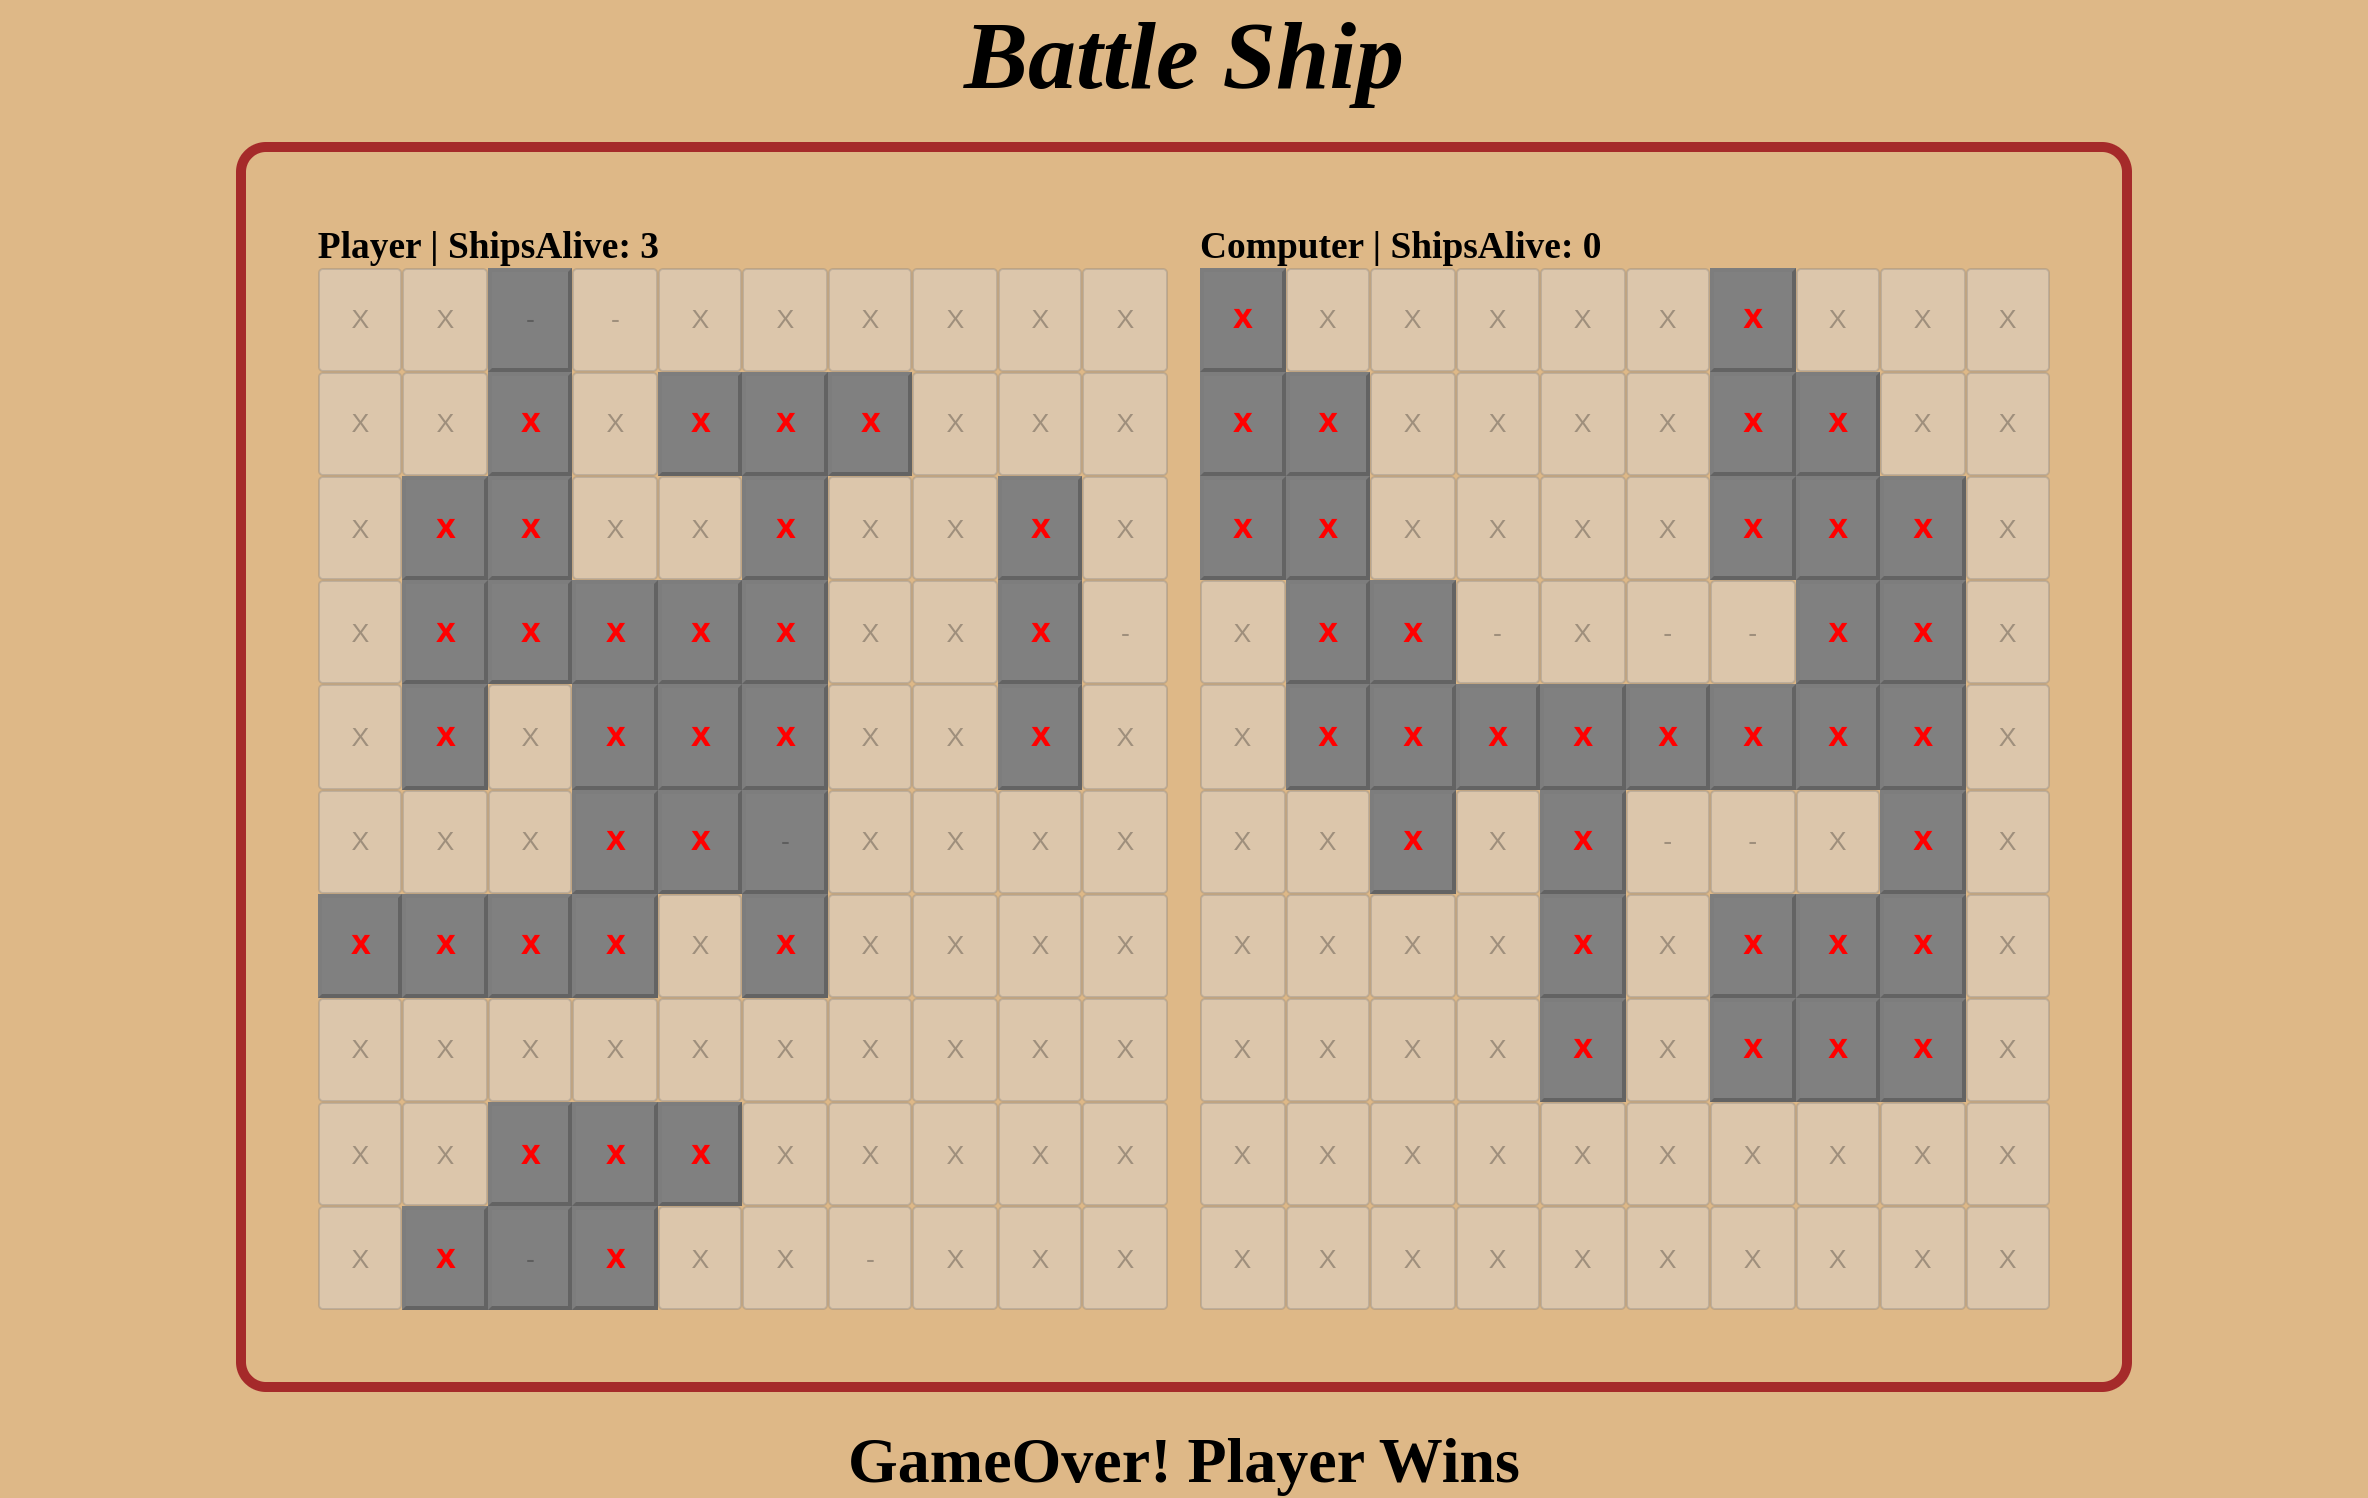 Battle Ship
Player | ShipsAlive: 3
Computer | ShipsAlive: 0
X X - - X X X X X X
X X x X x x x X X X
X x x X X x X X x X
X x x x x x X X x -
X x X x x x X X x X
X X X x x - X X X X
x x x x X x X X X X
X X X X X X X X X X
X X x x x X X X X X
X x - x X X - X X X
x X X X X X x X X X
x x X X X X x x X X
x x X X X X x x x X
X x x - X - - x x X
X x x x x x x x x X
X X x X x - - X x X
X X X X x X x x x X
X X X X x X x x x X
X X X X X X X X X X
X X X X X X X X X X
GameOver! Player Wins